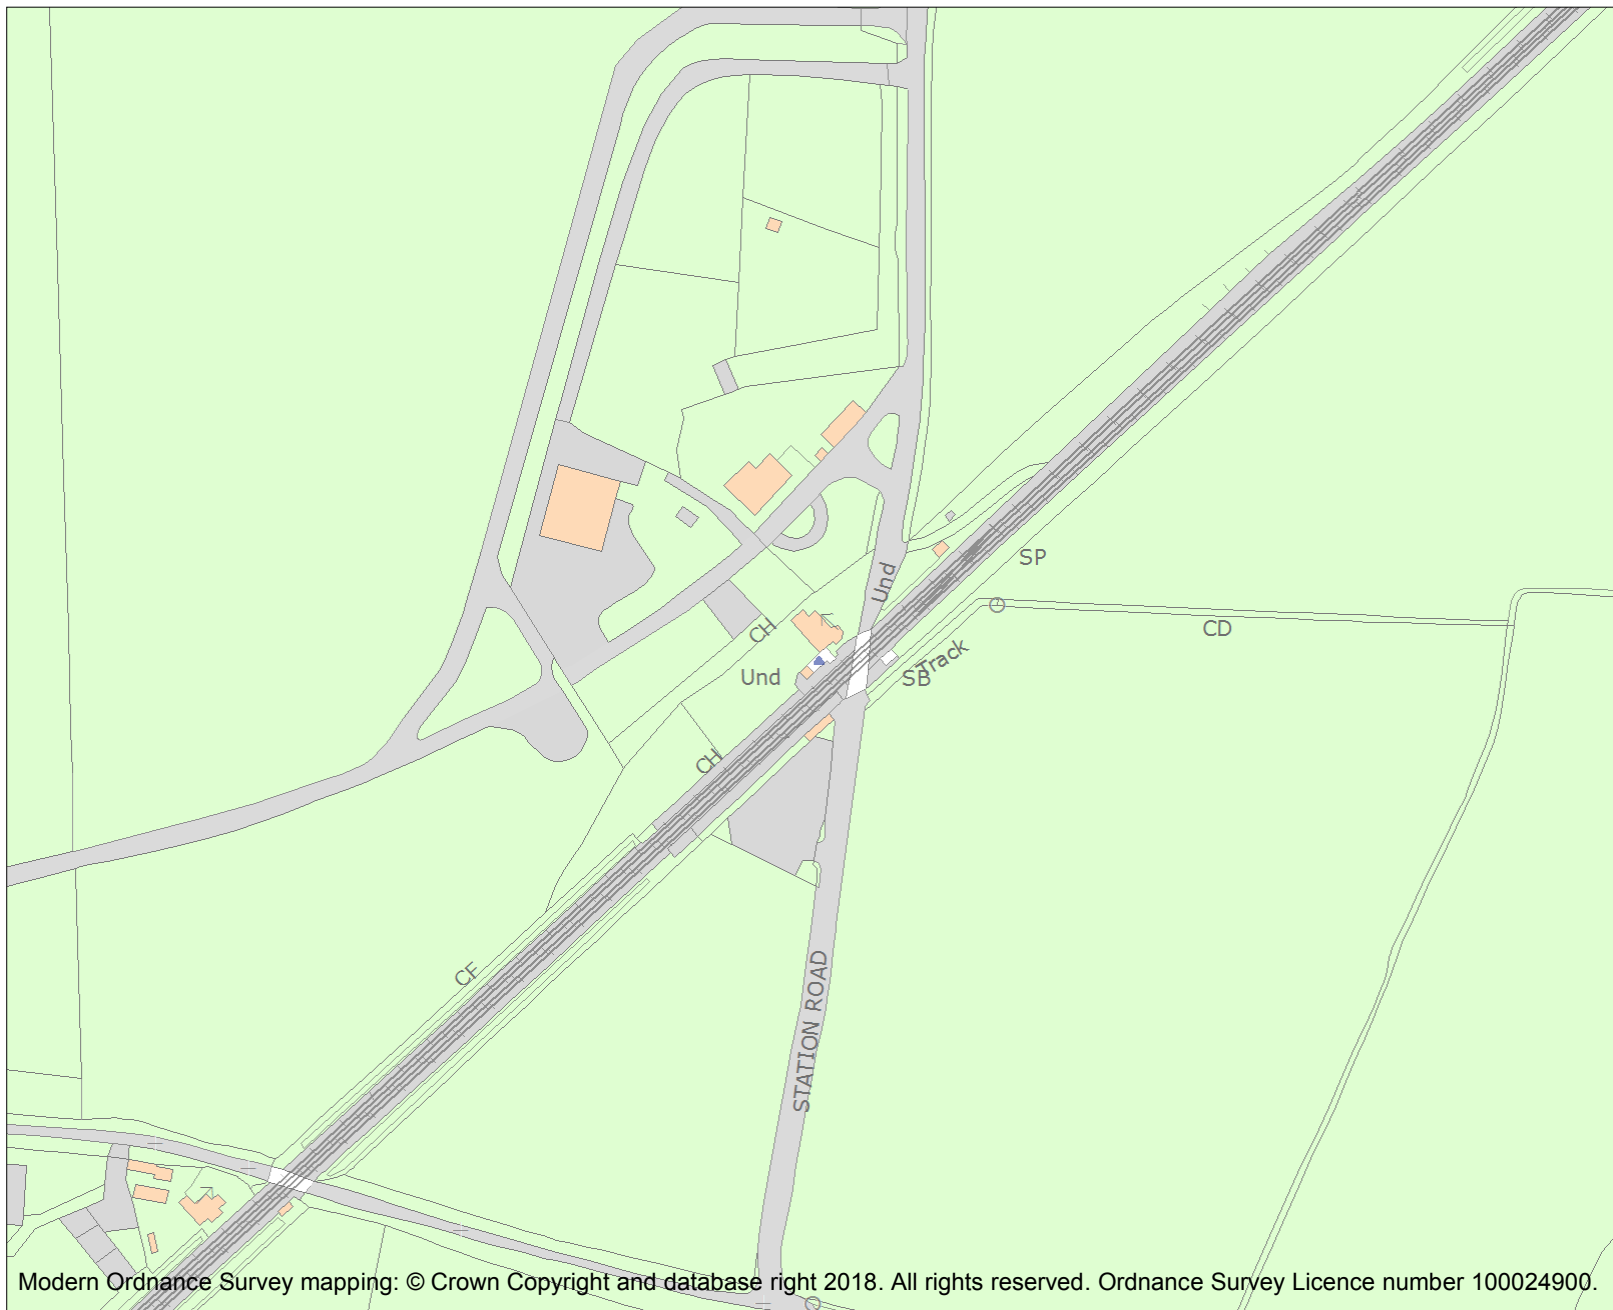 Und
SP
CH
CD
Track
Und
SB
CH
CF
STATION ROAD
Modern Ordnance Survey mapping: © Crown Copyright and database right 2018. All rights reserved. Ordnance Survey Licence number 100024900.